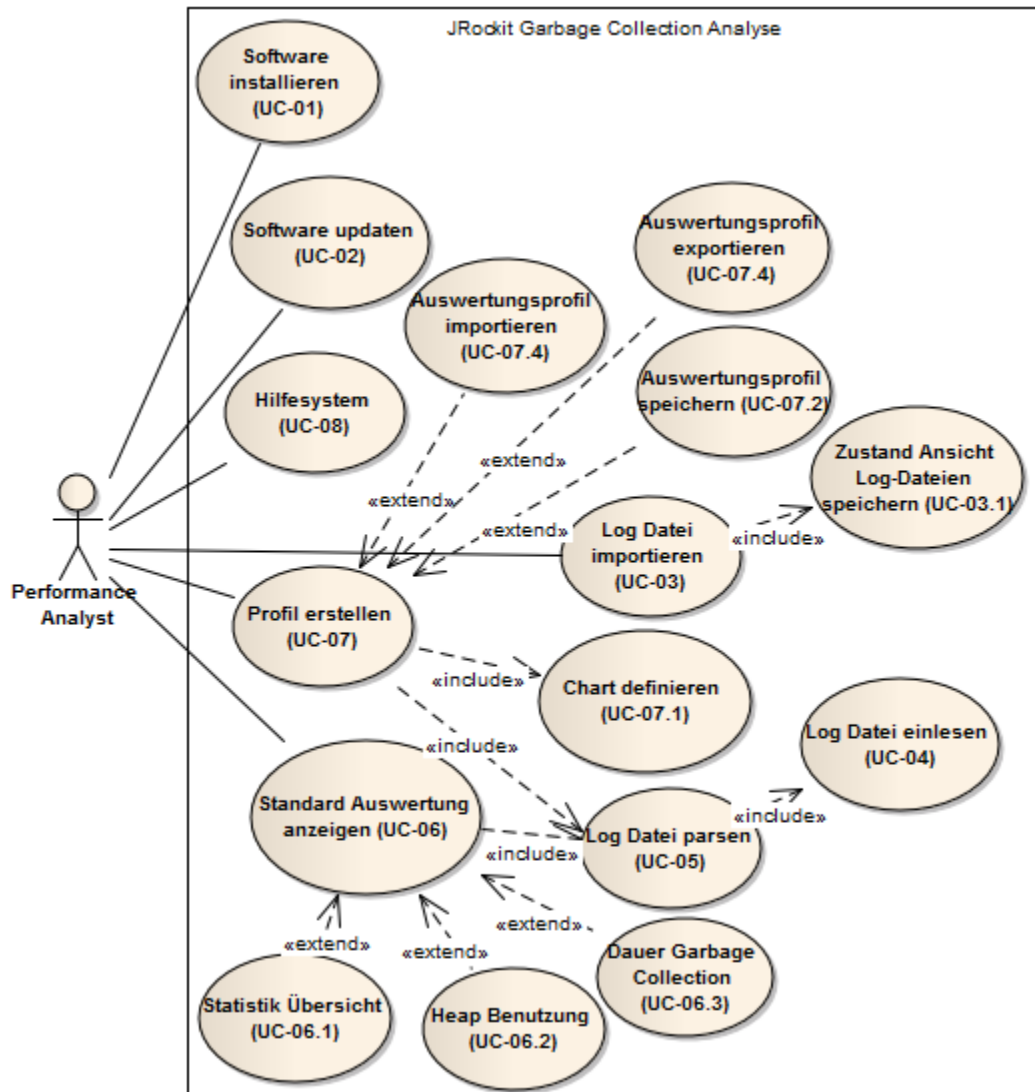 JRockit Garbage Collection Analyse
Software
installieren
(UC-01)
Software updaten
(UC-02)
Auswertungsprofil
importieren
(UC-07.4)
Auswertungsprofil
exportieren
(UC-07.4)
Auswertungsprofil
speichern (UC-07.2)
Hilfesystem
(UC-08)
Zustand Ansicht
Log-Dateien
speichern (UC-03.1)
«extend»
«extend»
«extend»
Log Datei
importieren
(UC-03)
«include»
Performance
Analyst
Profil erstellen
(UC-07)
«include»
Chart definieren
(UC-07.1)
«include»
Log Datei einlesen
(UC-04)
Standard Auswertung
anzeigen (UC-06)
«include»
Log Datei parsen
(UC-05)
«include»
«extend»
«extend»
«extend»
Statistik Übersicht
(UC-06.1)
Heap Benutzung
(UC-06.2)
Dauer Garbage
Collection
(UC-06.3)